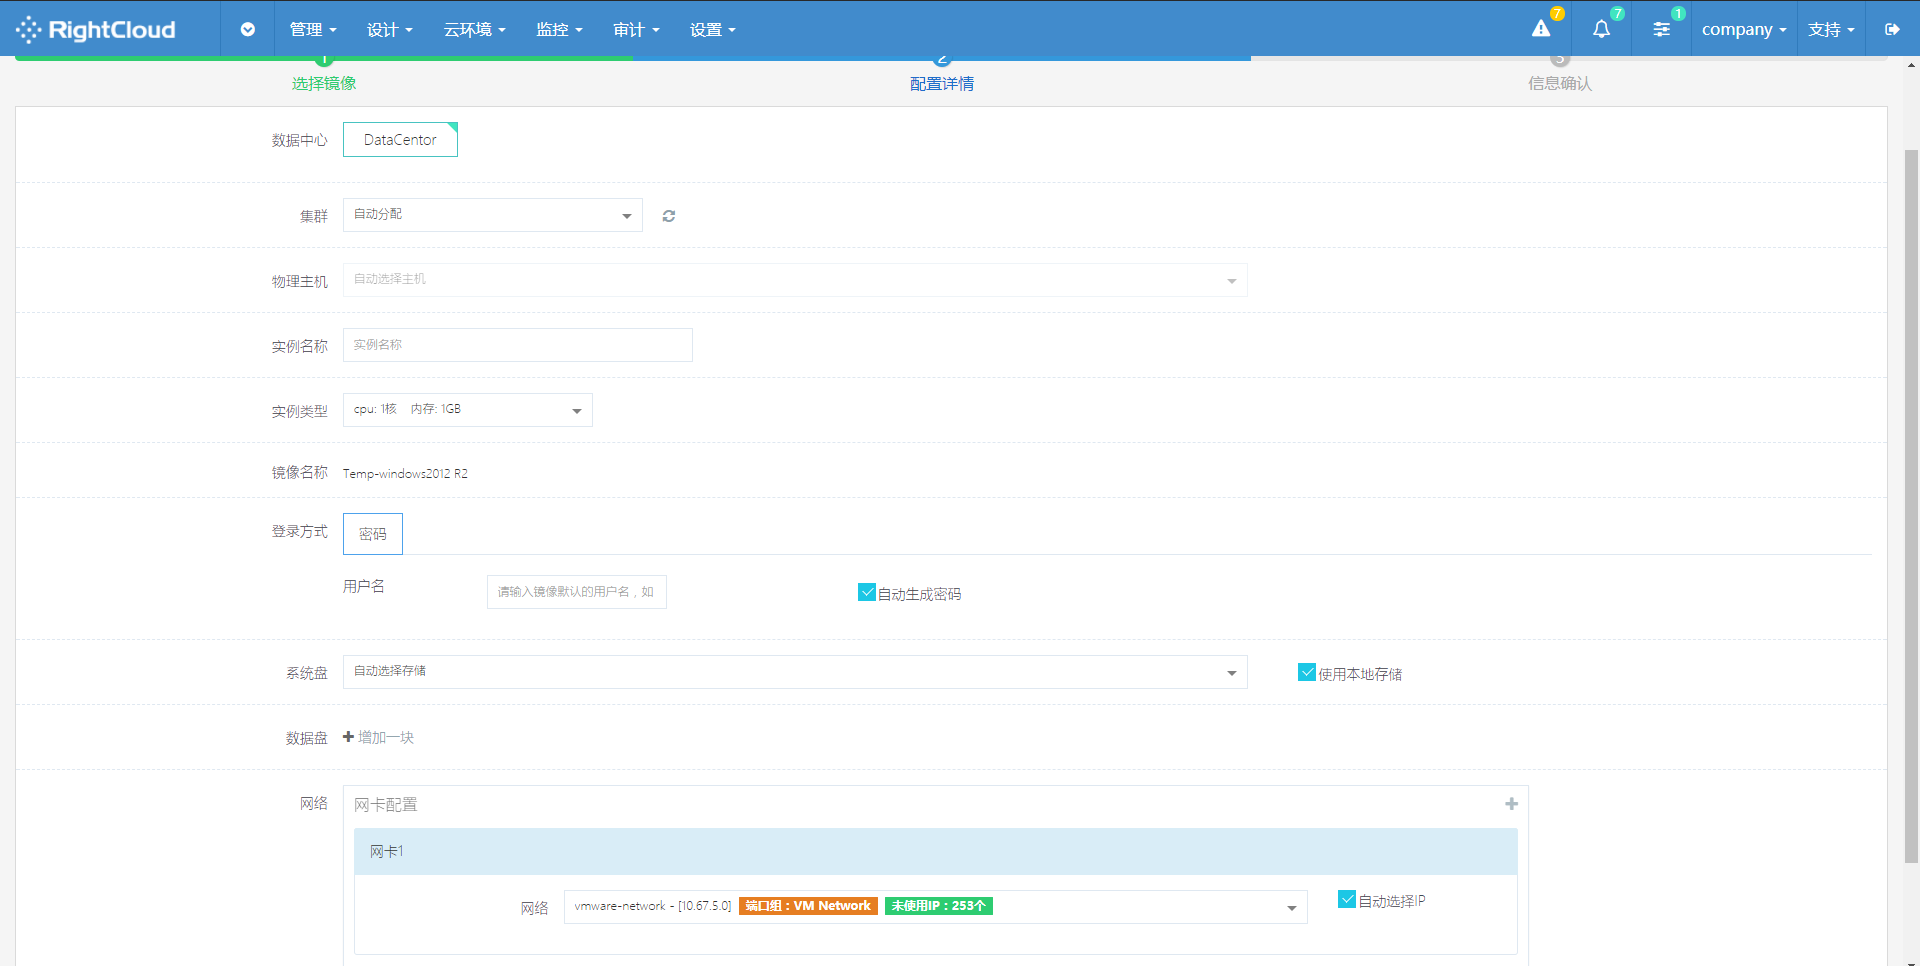 RightCloud 管理 设计 云环境 监控 审计 设置 7 7 1 company 支持
1 2 3
选择镜像 配置详情 信息确认
数据中心 DataCentor
集群 自动分配
物理主机 自动选择主机
实例名称 实例名称
实例类型 cpu: 1核 内存: 1GB
镜像名称 Temp-windows2012 R2
登录方式 密码
用户名 请输入镜像默认的用户名，如 自动生成密码
系统盘 自动选择存储 使用本地存储
数据盘 增加一块
网络 网卡配置
网卡1
网络 vmware-network - [10.67.5.0] 端口组：VM Network 未使用IP：253个 自动选择IP